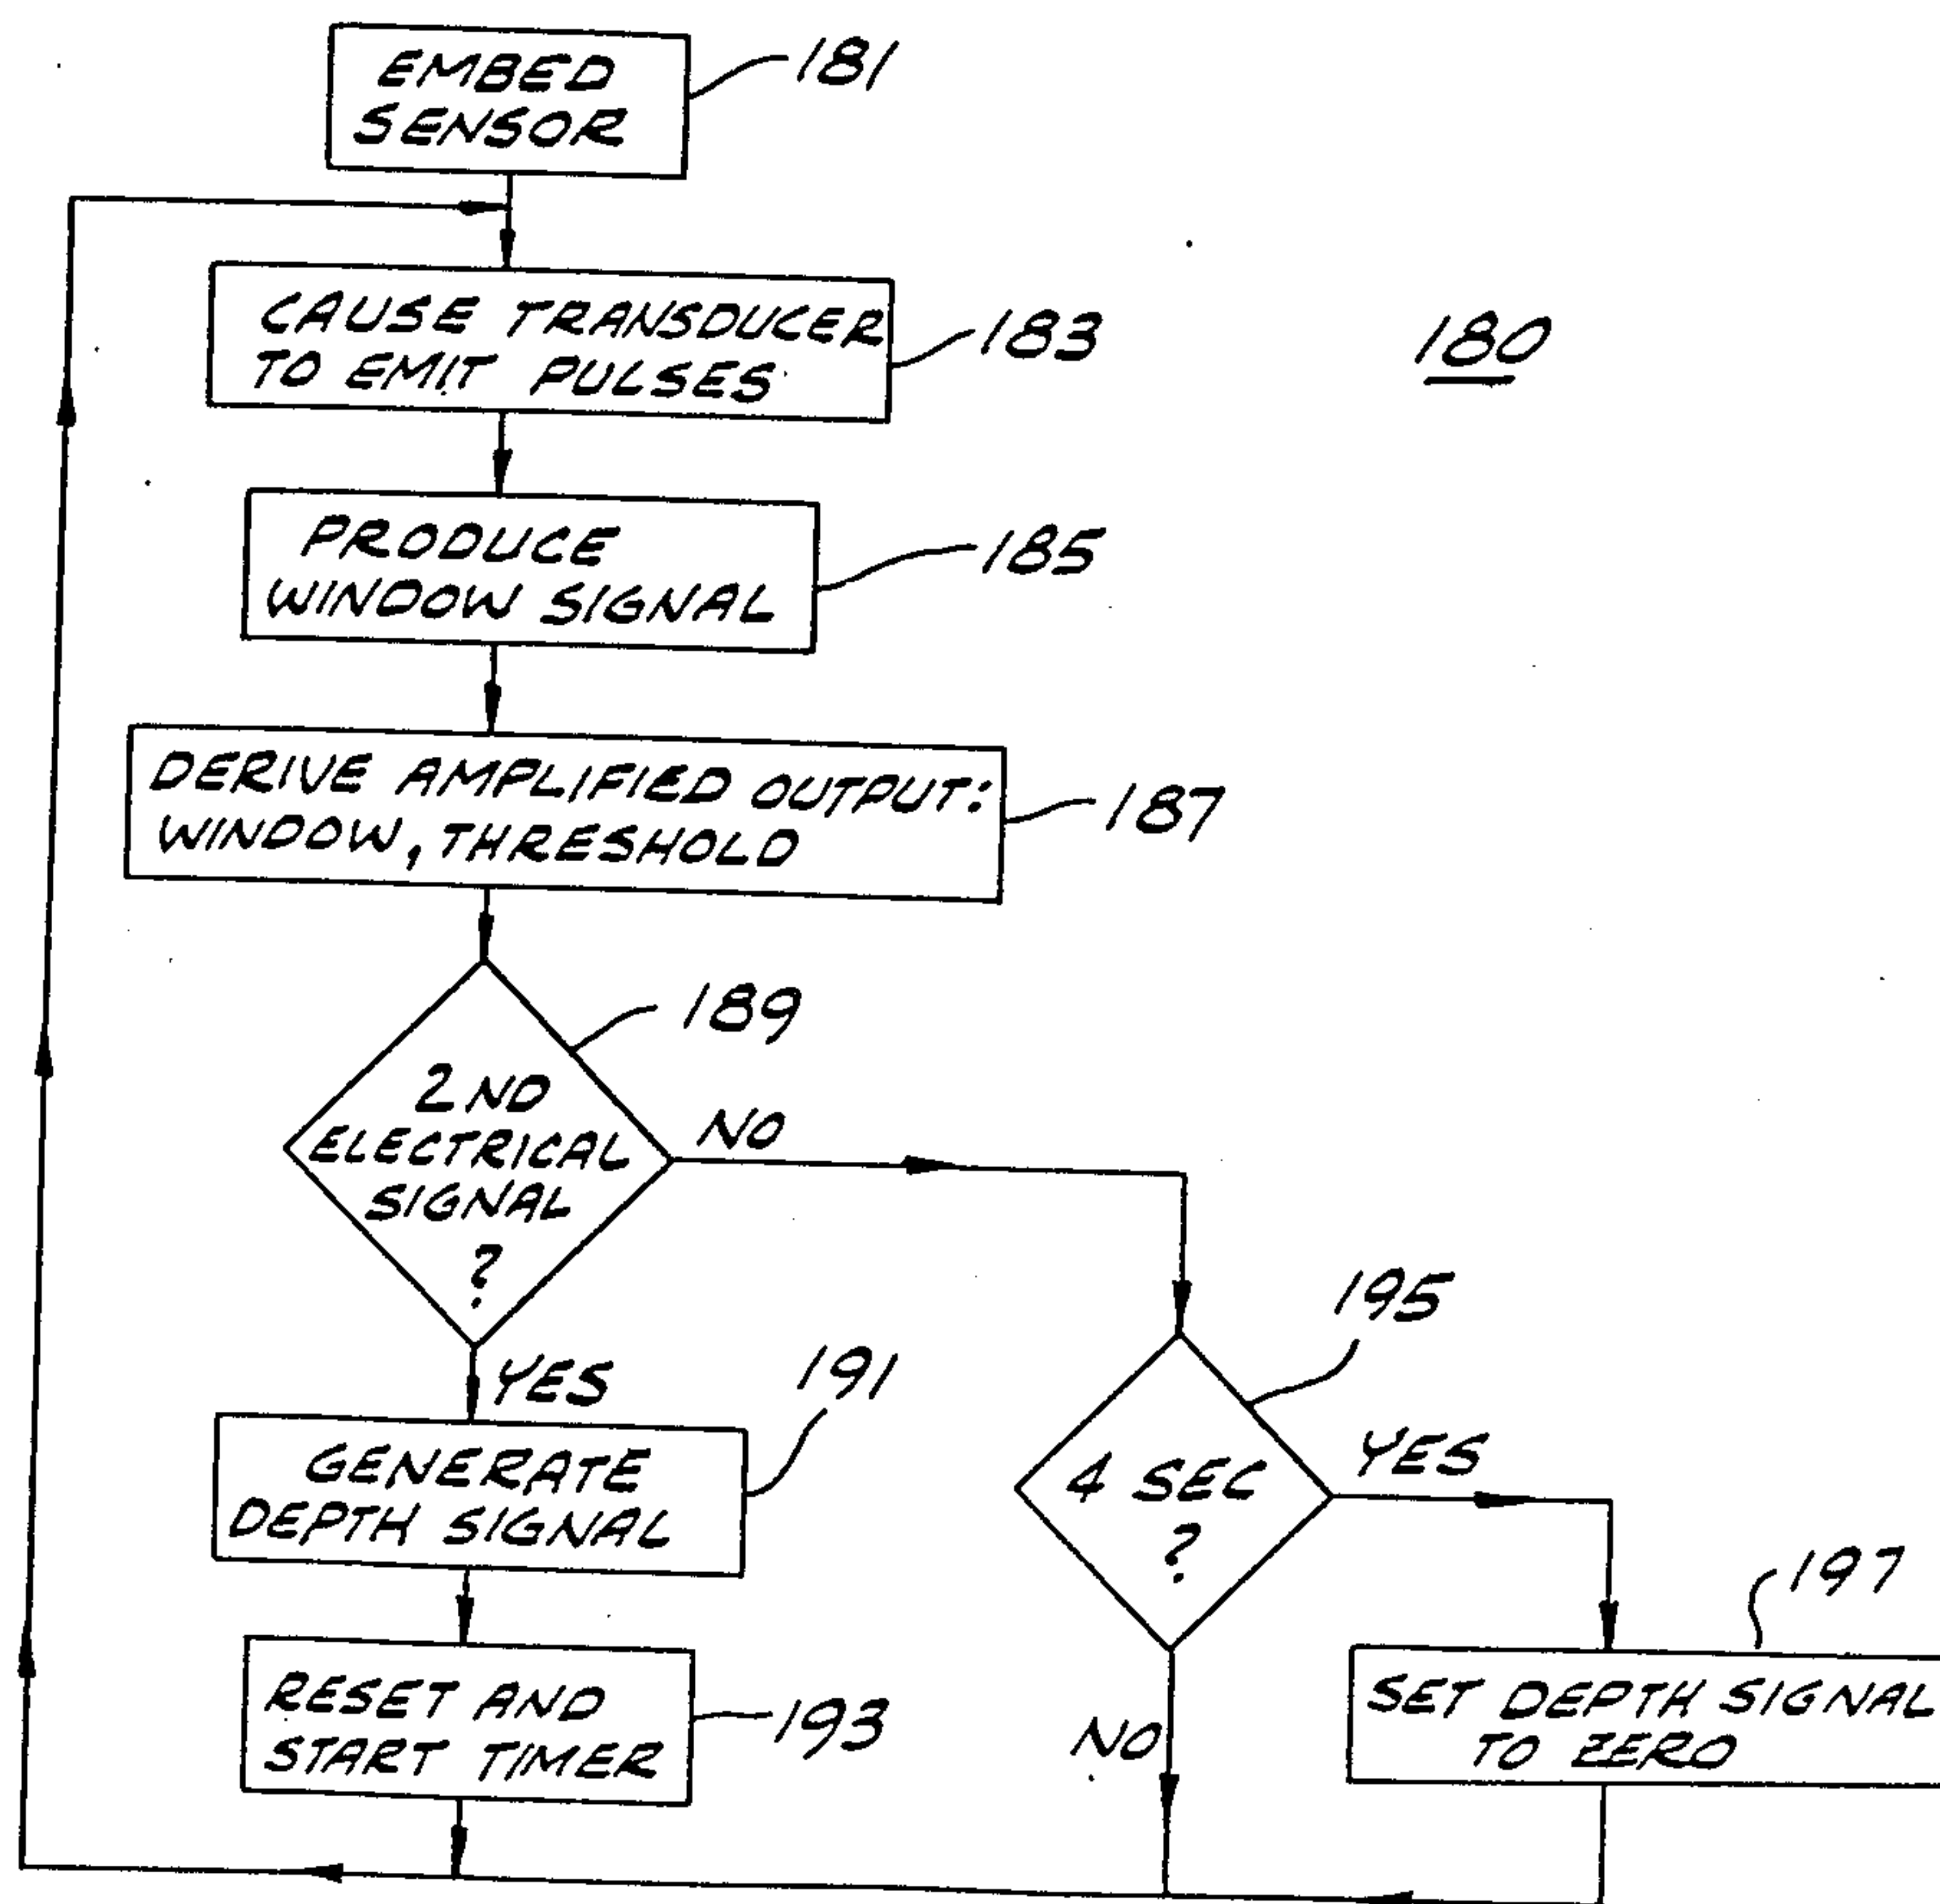 EMBED
SENSOR
181
CAUSE TRANSDUCER
TO EMIT PULSES
183
180
PRODUCE
WINDOW SIGNAL
185
DERIVE AMPLIFIED OUTPUT:
WINDOW, THRESHOLD
187
189
2ND
ELECTRICAL
SIGNAL
?
NO
YES
191
GENERATE
DEPTH SIGNAL
195
4 SEC
?
YES
197
RESET AND
START TIMER
193
NO
SET DEPTH SIGNAL
TO ZERO